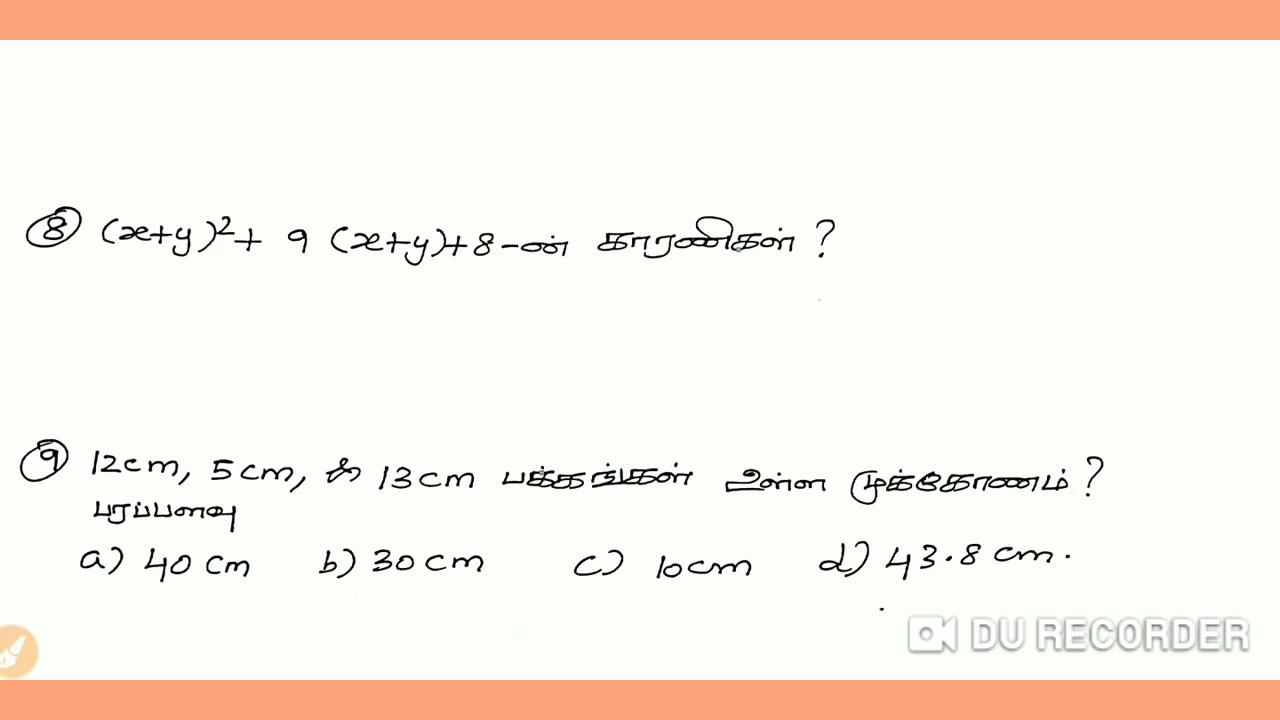 ⑧ (x+y)²+ 9 (x+y)+8-ன் காரணிகள் ?
⑨ 12cm, 5cm, & 13cm பக்கங்கள் உள்ள முக்கோணம் ?
பரப்பளவு
a) 40 cm b) 30 cm c) 10cm d) 43.8 cm.
DU RECORDER